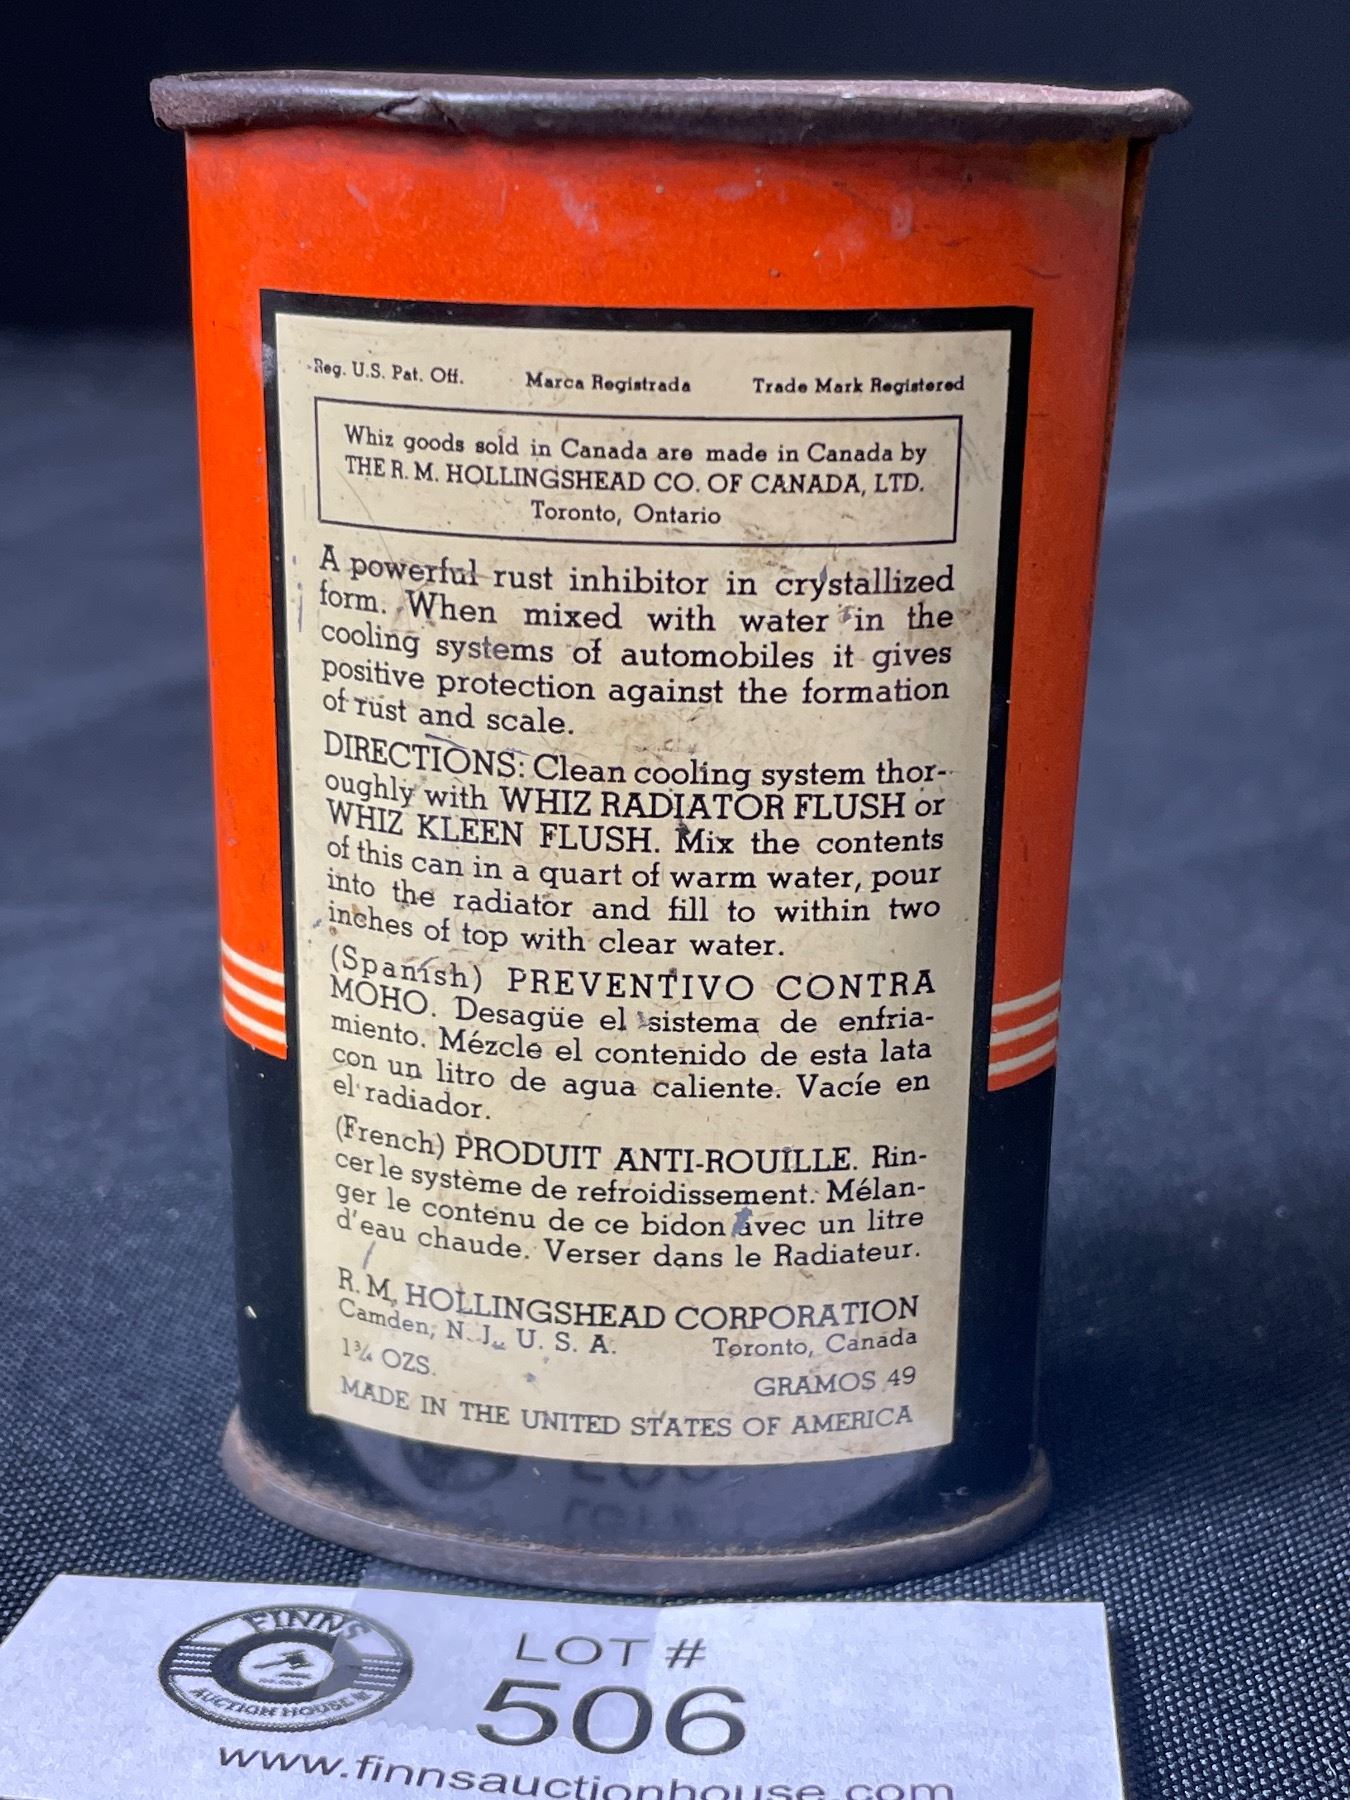 Reg. U.S. Pat. Off. Marca Registrada Trade Mark Registered
Whiz goods sold in Canada are made in Canada by
THE R. M. HOLLINGSHEAD CO. OF CANADA, LTD.
Toronto, Ontario
A powerful rust inhibitor in crystallized
form. When mixed with water in the
cooling systems of automobiles it gives
positive protection against the formation
of rust and scale.
DIRECTIONS: Clean cooling system thor-
oughly with WHIZ RADIATOR FLUSH or
WHIZ KLEEN FLUSH. Mix the contents
of this can in a quart of warm water, pour
into the radiator and fill to within two
inches of top with clear water.
(Spanish) PREVENTIVO CONTRA
MOHO. Desagüe el sistema de enfria-
miento. Mézcle el contenido de esta lata
con un litro de agua caliente. Vacíe en
el radiador.
(French) PRODUIT ANTI-ROUILLE. Rin-
cer le système de refroidissement. Mélan-
ger le contenu de ce bidon avec un litre
d'eau chaude. Verser dans le Radiateur.
R. M. HOLLINGSHEAD CORPORATION
Camden, N. J., U. S. A. Toronto, Canada
1¾ OZS. GRAMOS 49
MADE IN THE UNITED STATES OF AMERICA
FINNS
AUCTION HOUSE
LOT #
506
www.finnsauctionhouse.com